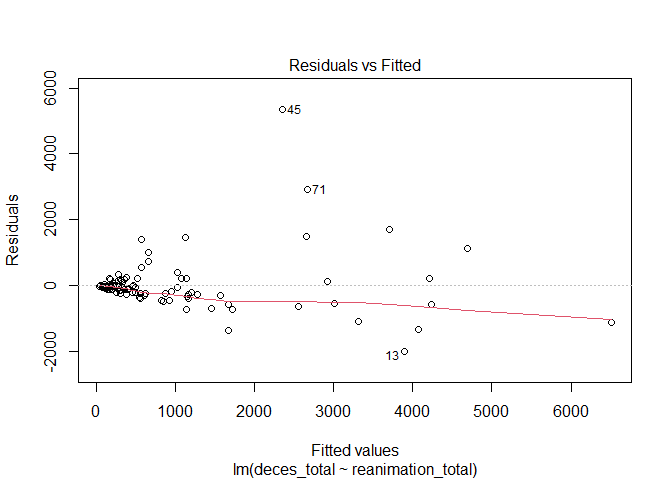 Residuals vs Fitted
6000
4000
2000
0
-2000
Residuals
45
71
13
0 1000 2000 3000 4000 5000 6000
Fitted values
lm(deces_total ~ reanimation_total)